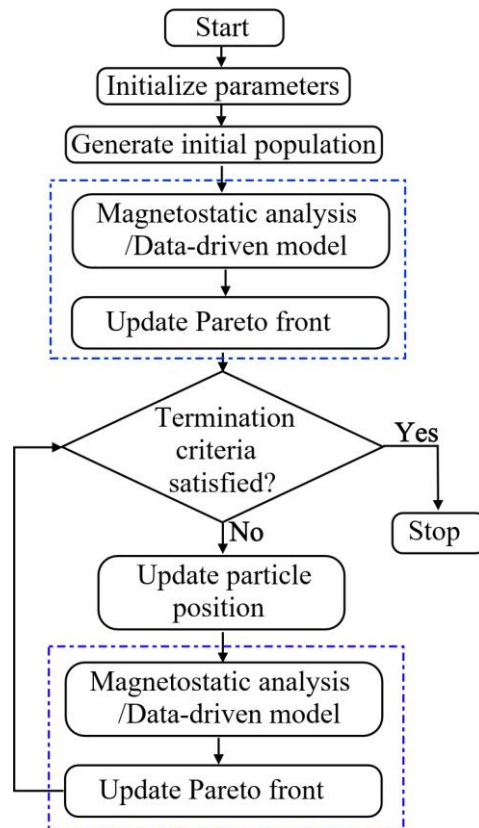 Start
Initialize parameters
Generate initial population
Magnetostatic analysis
/Data-driven model
Update Pareto front
Termination
criteria
satisfied?
Yes
Stop
No
Update particle
position
Magnetostatic analysis
/Data-driven model
Update Pareto front